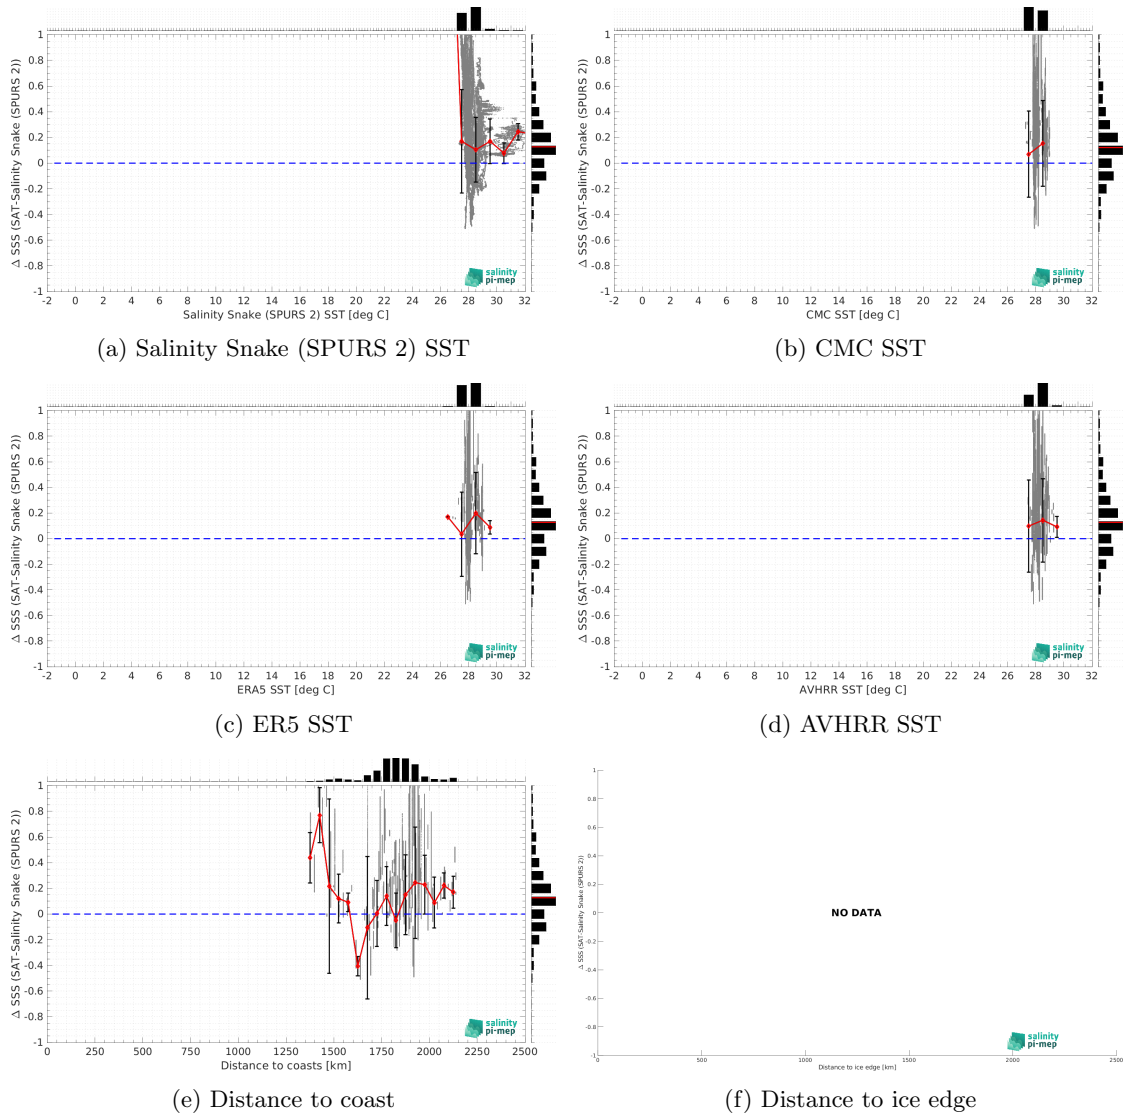 Δ SSS (SAT-Salinity Snake (SPURS 2))
1
0.8
0.6
0.4
0.2
0
-0.2
-0.4
-0.6
-0.8
-1
salinity
pi-mep
-2 0 2 4 6 8 10 12 14 16 18 20 22 24 26 28 30 32
Salinity Snake (SPURS 2) SST [deg C]
(a) Salinity Snake (SPURS 2) SST
Δ SSS (SAT-Salinity Snake (SPURS 2))
1
0.8
0.6
0.4
0.2
0
-0.2
-0.4
-0.6
-0.8
-1
salinity
pi-mep
-2 0 2 4 6 8 10 12 14 16 18 20 22 24 26 28 30 32
CMC SST [deg C]
(b) CMC SST
Δ SSS (SAT-Salinity Snake (SPURS 2))
1
0.8
0.6
0.4
0.2
0
-0.2
-0.4
-0.6
-0.8
-1
salinity
pi-mep
-2 0 2 4 6 8 10 12 14 16 18 20 22 24 26 28 30 32
ERA5 SST [deg C]
(c) ER5 SST
Δ SSS (SAT-Salinity Snake (SPURS 2))
1
0.8
0.6
0.4
0.2
0
-0.2
-0.4
-0.6
-0.8
-1
salinity
pi-mep
-2 0 2 4 6 8 10 12 14 16 18 20 22 24 26 28 30 32
AVHRR SST [deg C]
(d) AVHRR SST
Δ SSS (SAT-Salinity Snake (SPURS 2))
1
0.8
0.6
0.4
0.2
0
-0.2
-0.4
-0.6
-0.8
-1
salinity
pi-mep
0 250 500 750 1000 1250 1500 1750 2000 2250 2500
Distance to coasts [km]
(e) Distance to coast
Δ SSS (SAT-Salinity Snake (SPURS 2))
1
0.8
0.6
0.4
0.2
0
-0.2
-0.4
-0.6
-0.8
-1
NO DATA
salinity
pi-mep
0 500 1000 1500 2000 2500
Distance to ice edge [km]
(f) Distance to ice edge